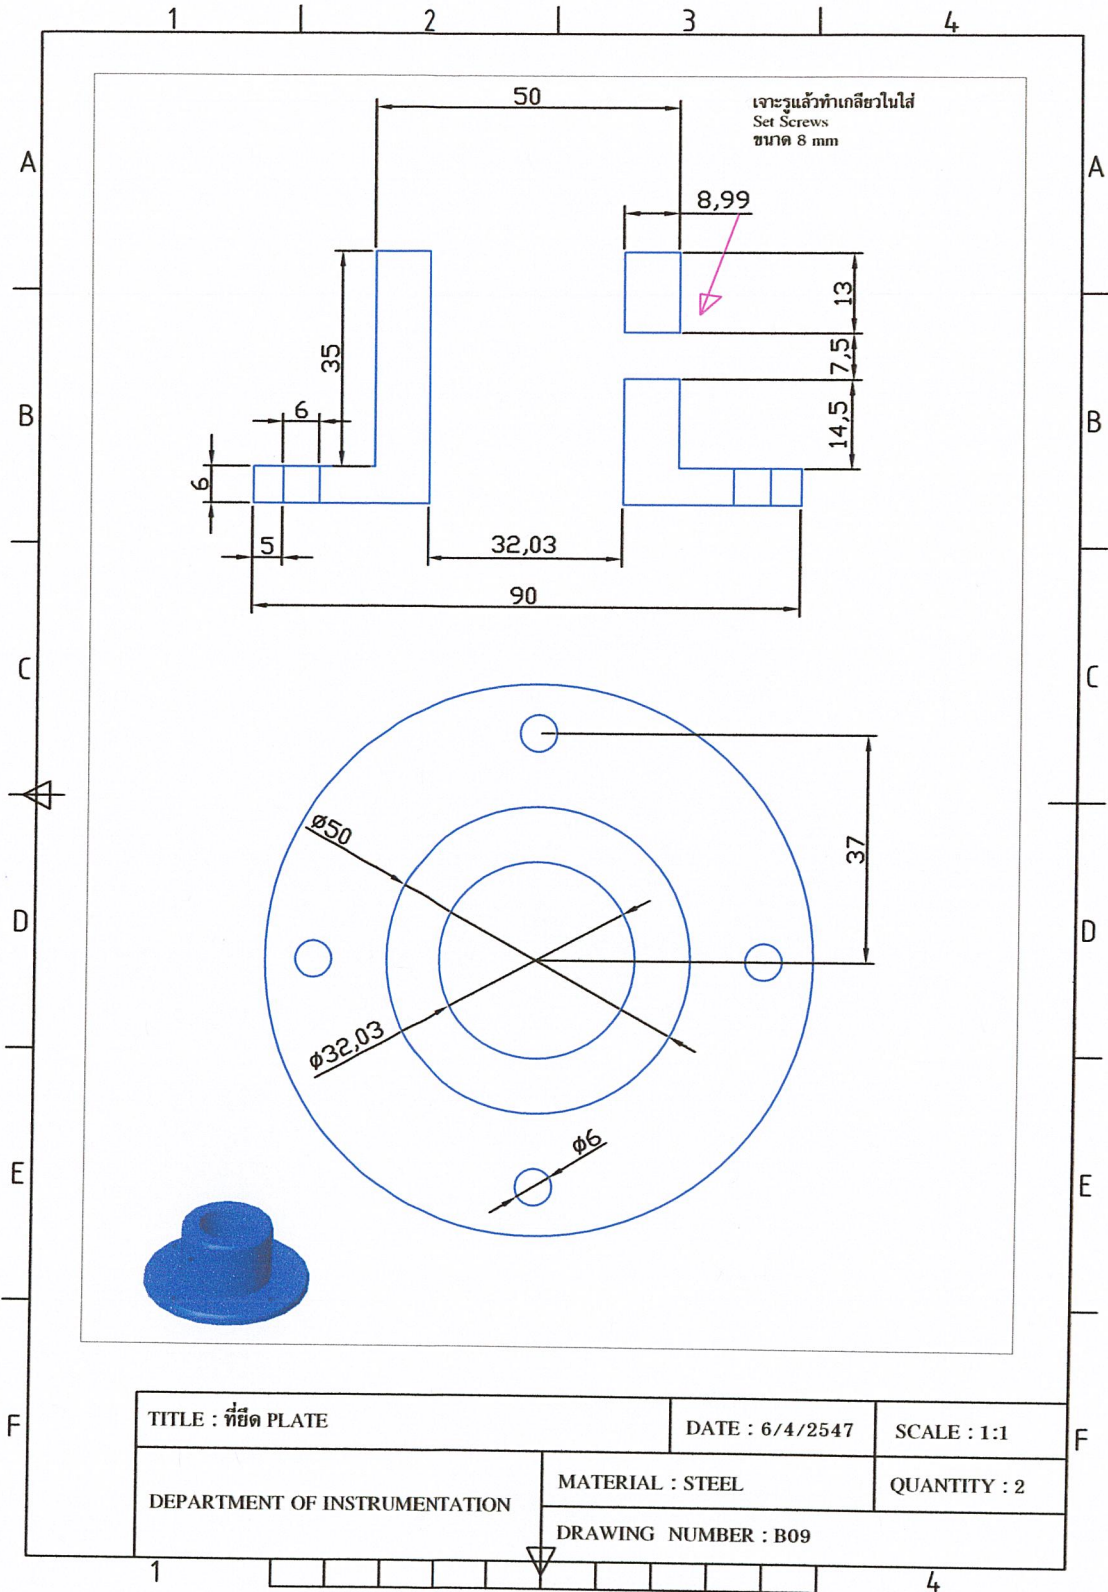 1 2 3 4
50
เจาะรูแล้วทำเกลียวในใส่
Set Screws
ขนาด 8 mm
A A
8,99
13
35
7,5
6
B B
14,5
6
5
32,03
90
C C
ø50
37
D D
ø32,03
ø6
E E
TITLE : ที่ยึด PLATE
DATE : 6/4/2547
SCALE : 1:1
F F
DEPARTMENT OF INSTRUMENTATION
MATERIAL : STEEL
QUANTITY : 2
DRAWING NUMBER : B09
1 4